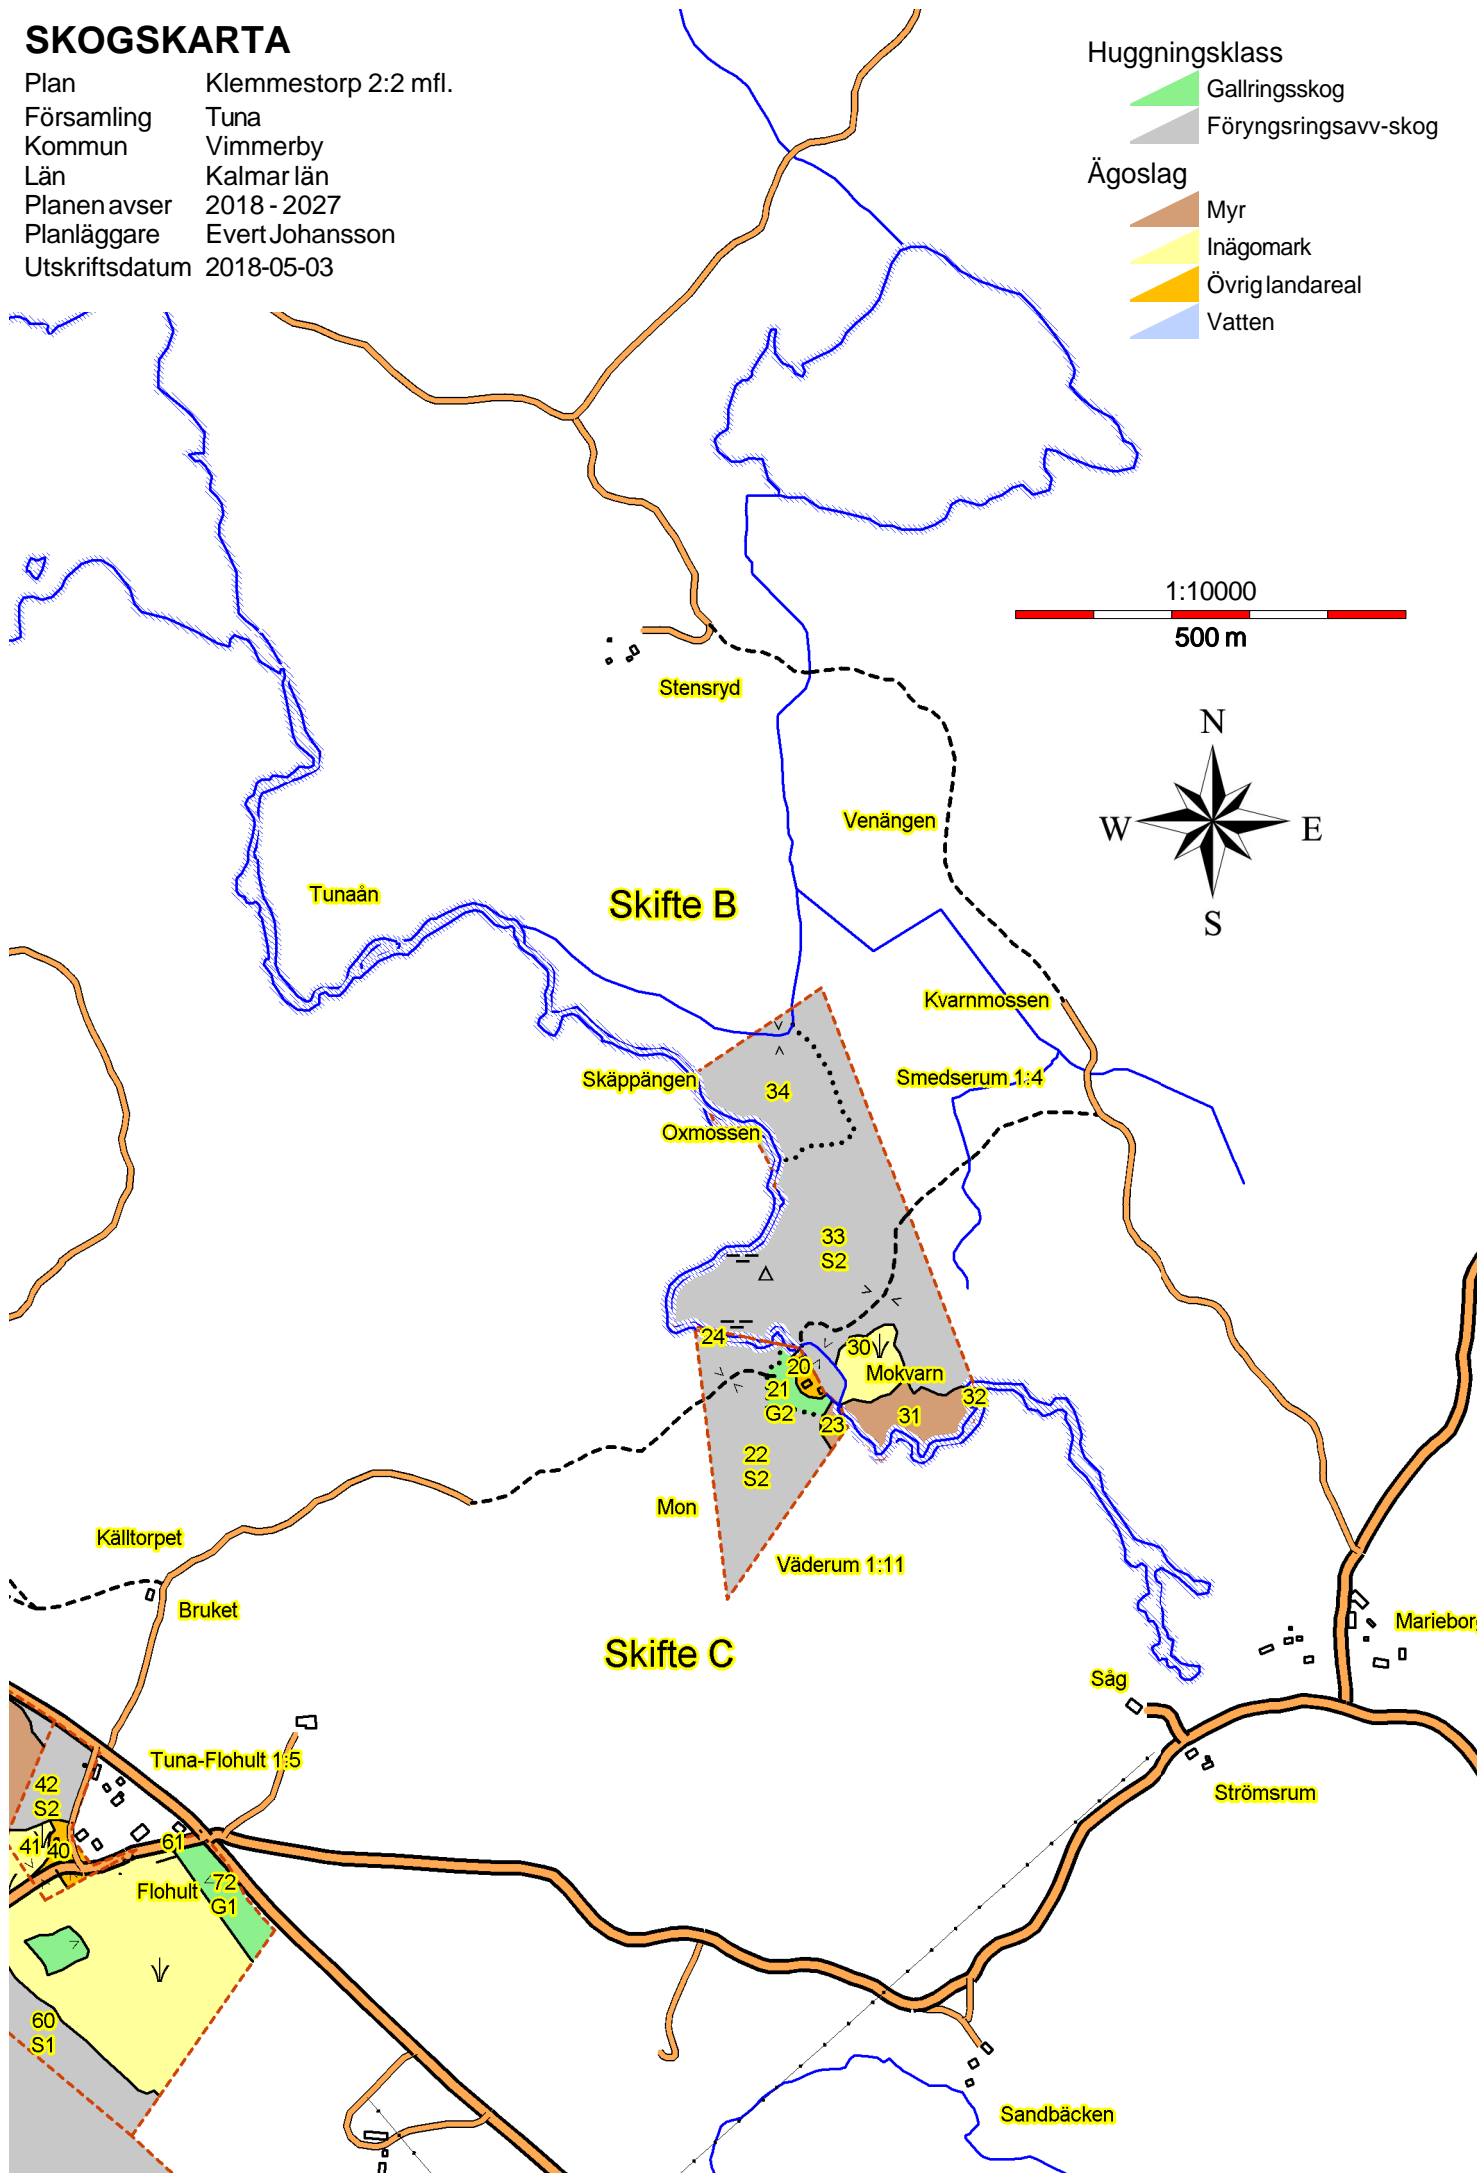 SKOGSKARTA
Plan Klemmestorp 2:2 mfl.
Församling Tuna
Kommun Vimmerby
Län Kalmar län
Planen avser 2018 - 2027
Planläggare Evert Johansson
Utskriftsdatum 2018-05-03
Huggningsklass
Gallringsskog
Föryngsringsavv-skog
Ägoslag
Myr
Inägomark
Övrig landareal
Vatten
1:10000
500 m
N
W E
S
Stensryd
Venängen
Tunaån
Skifte B
Kvarnmossen
Skäppängen
34
Smedserum 1:4
Oxmossen
33
S2
24
30
20
Mokvarn
21
G2
32
31
23
22
S2
Mon
Källtorpet
Väderum 1:11
Bruket
Skifte C
Marieborg
Såg
Tuna-Flohult 1:5
42
S2
Strömsrum
41
40
61
Flohult
72
G1
60
S1
Sandbäcken